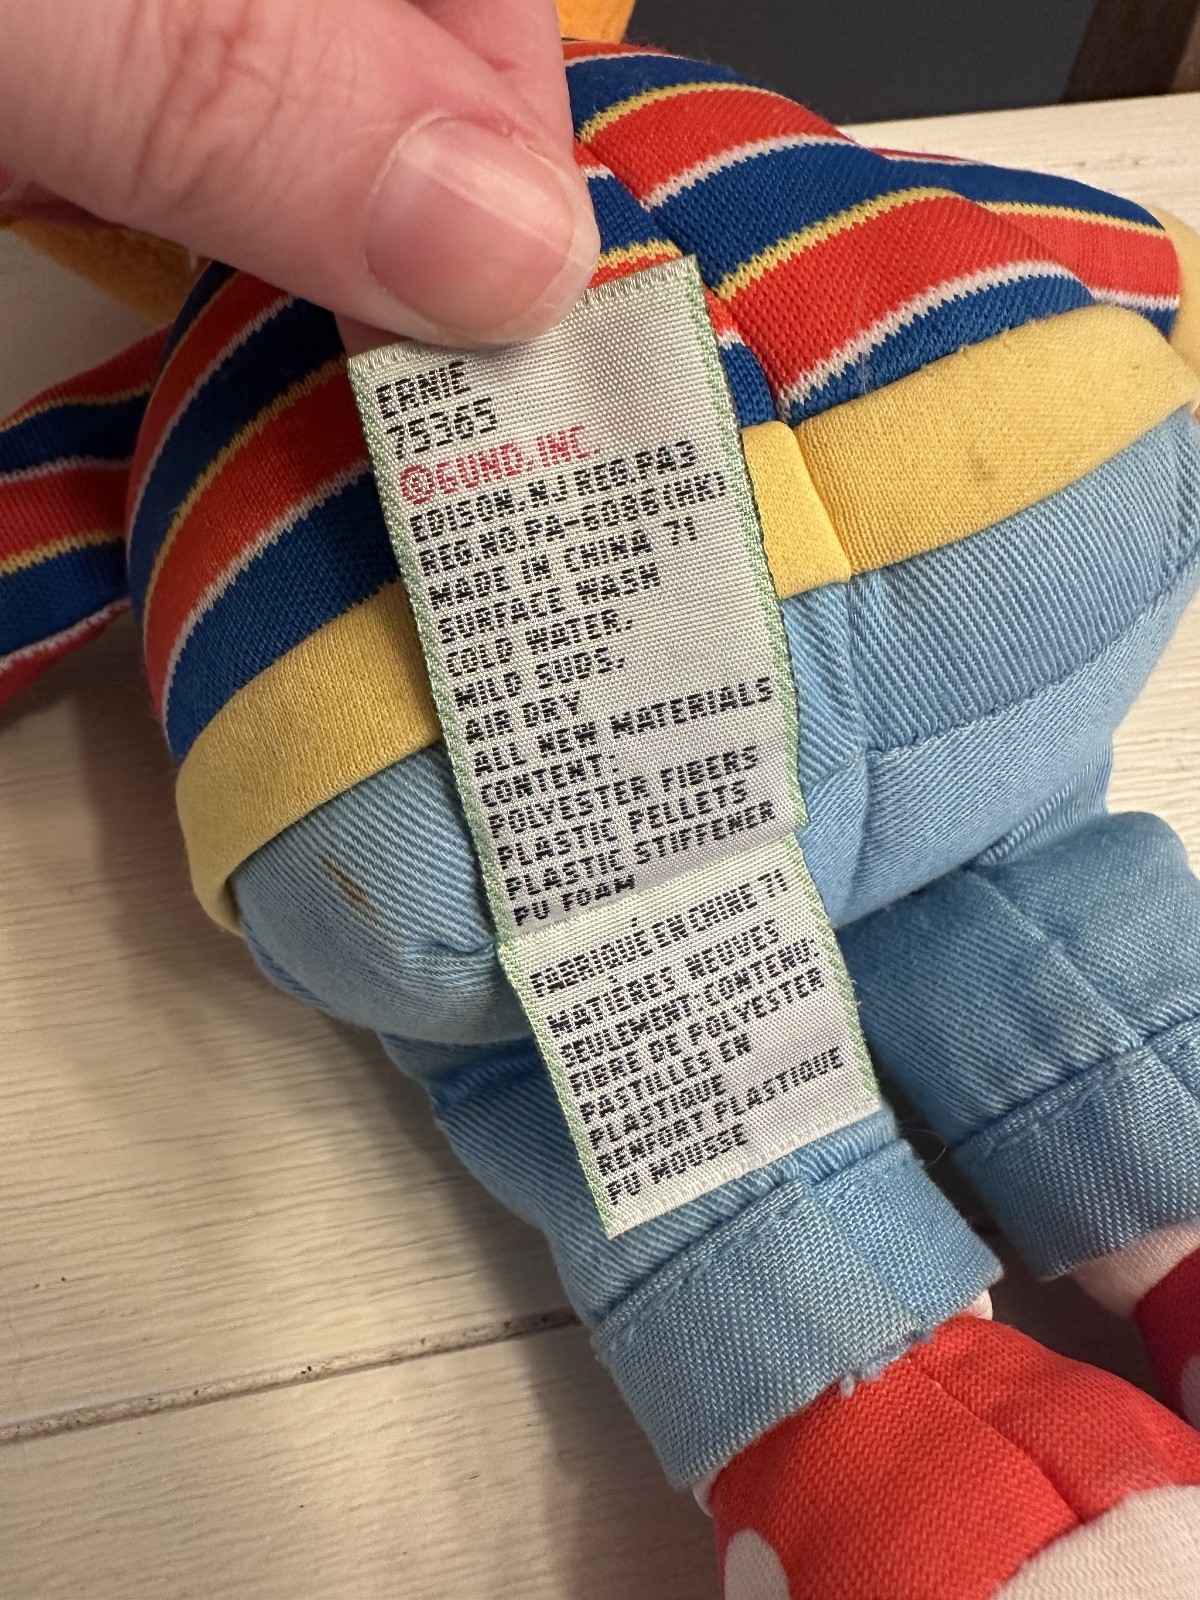 ERNIE
75365
©GUND, INC.
EDISON, NJ REG.PA3
REG.NO.PA-6086(HK)
MADE IN CHINA 71
SURFACE WASH
COLD WATER,
MILD SUDS,
AIR DRY
ALL NEW MATERIALS
CONTENT:
POLYESTER FIBERS
PLASTIC PELLETS
PLASTIC STIFFENER
PU FOAM
FABRIQUÉ EN CHINE 71
MATIÈRES NEUVES
SEULEMENT·CONTENU:
FIBRE DE POLYESTER
PASTILLES EN
PLASTIQUE
RENFORT PLASTIQUE
PU MOUSSE